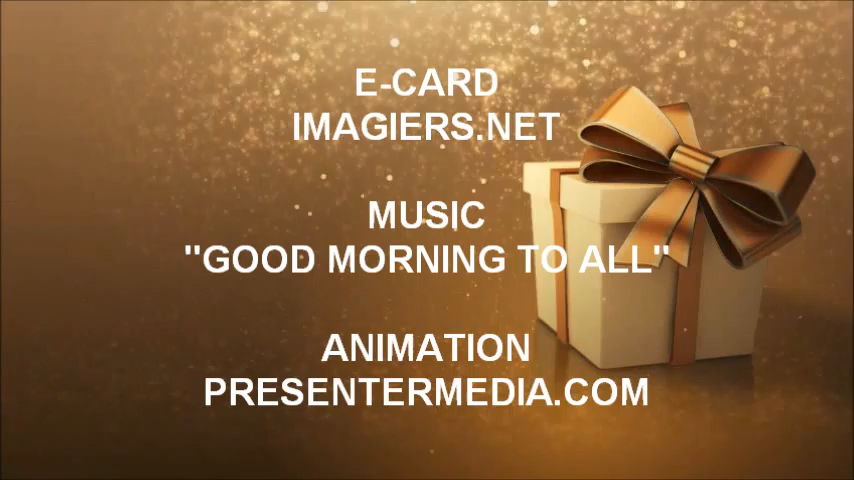 E-CARD
IMAGIERS.NET
MUSIC
"GOOD MORNING TO ALL"
ANIMATION
PRESENTERMEDIA.COM